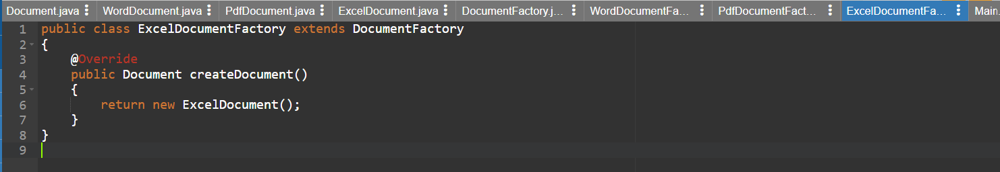 Document.java WordDocument.java PdfDocument.java ExcelDocument.java DocumentFactory.j... WordDocumentFa... PdfDocumentFact... ExcelDocumentFa... Main.
1 public class ExcelDocumentFactory extends DocumentFactory
2 {
3     @Override
4     public Document createDocument()
5     {
6         return new ExcelDocument();
7     }
8 }
9